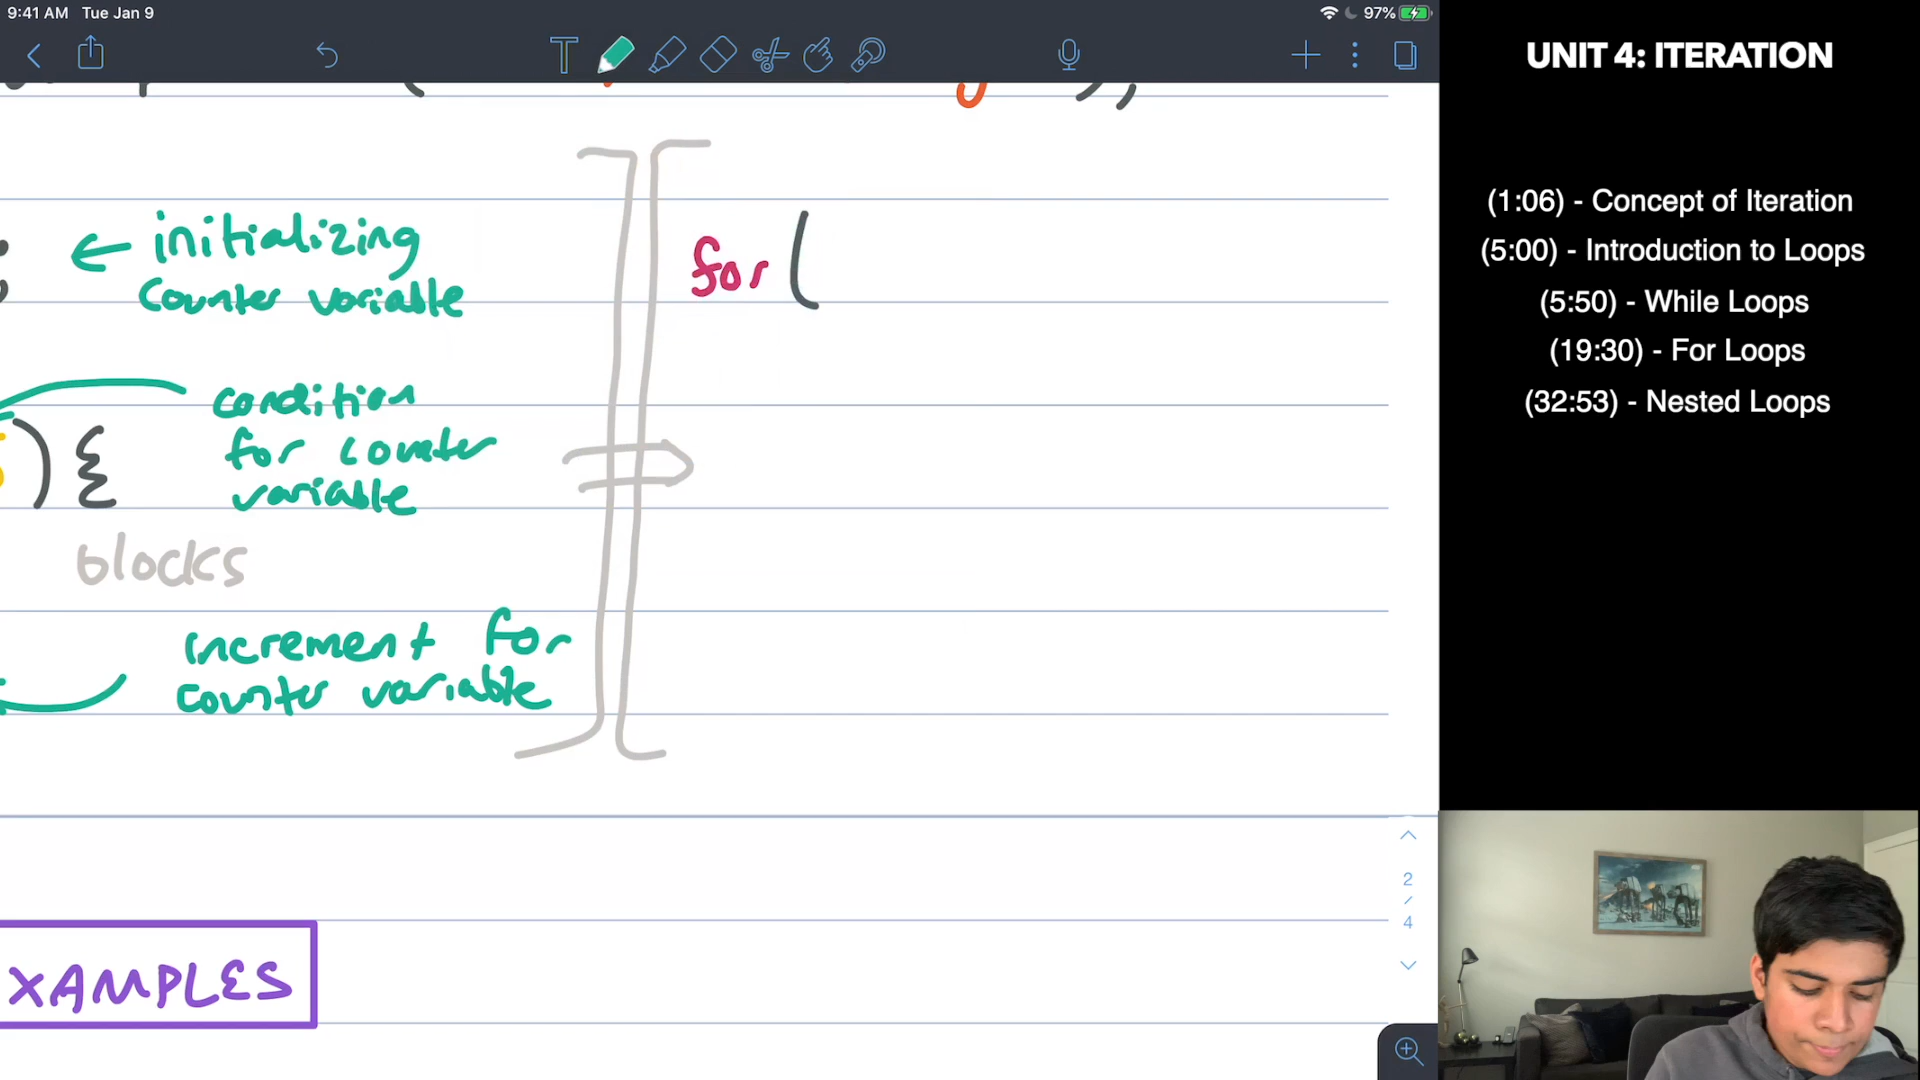 9:41 AM Tue Jan 9
97%
UNIT 4: ITERATION
(1:06) - Concept of Iteration
(5:00) - Introduction to Loops
(5:50) - While Loops
(19:30) - For Loops
(32:53) - Nested Loops
← initializing
counter variable
for (
condition
for counter
variable
) {
blocks
increment for
counter variable
2
/
4
XAMPLES